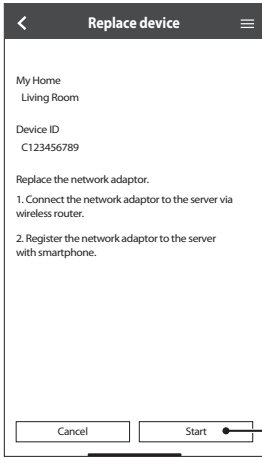 Replace device
My Home
Living Room
Device ID
C123456789
Replace the network adaptor.
1. Connect the network adaptor to the server via
wireless router.
2. Register the network adaptor to the server
with smartphone.
Cancel Start